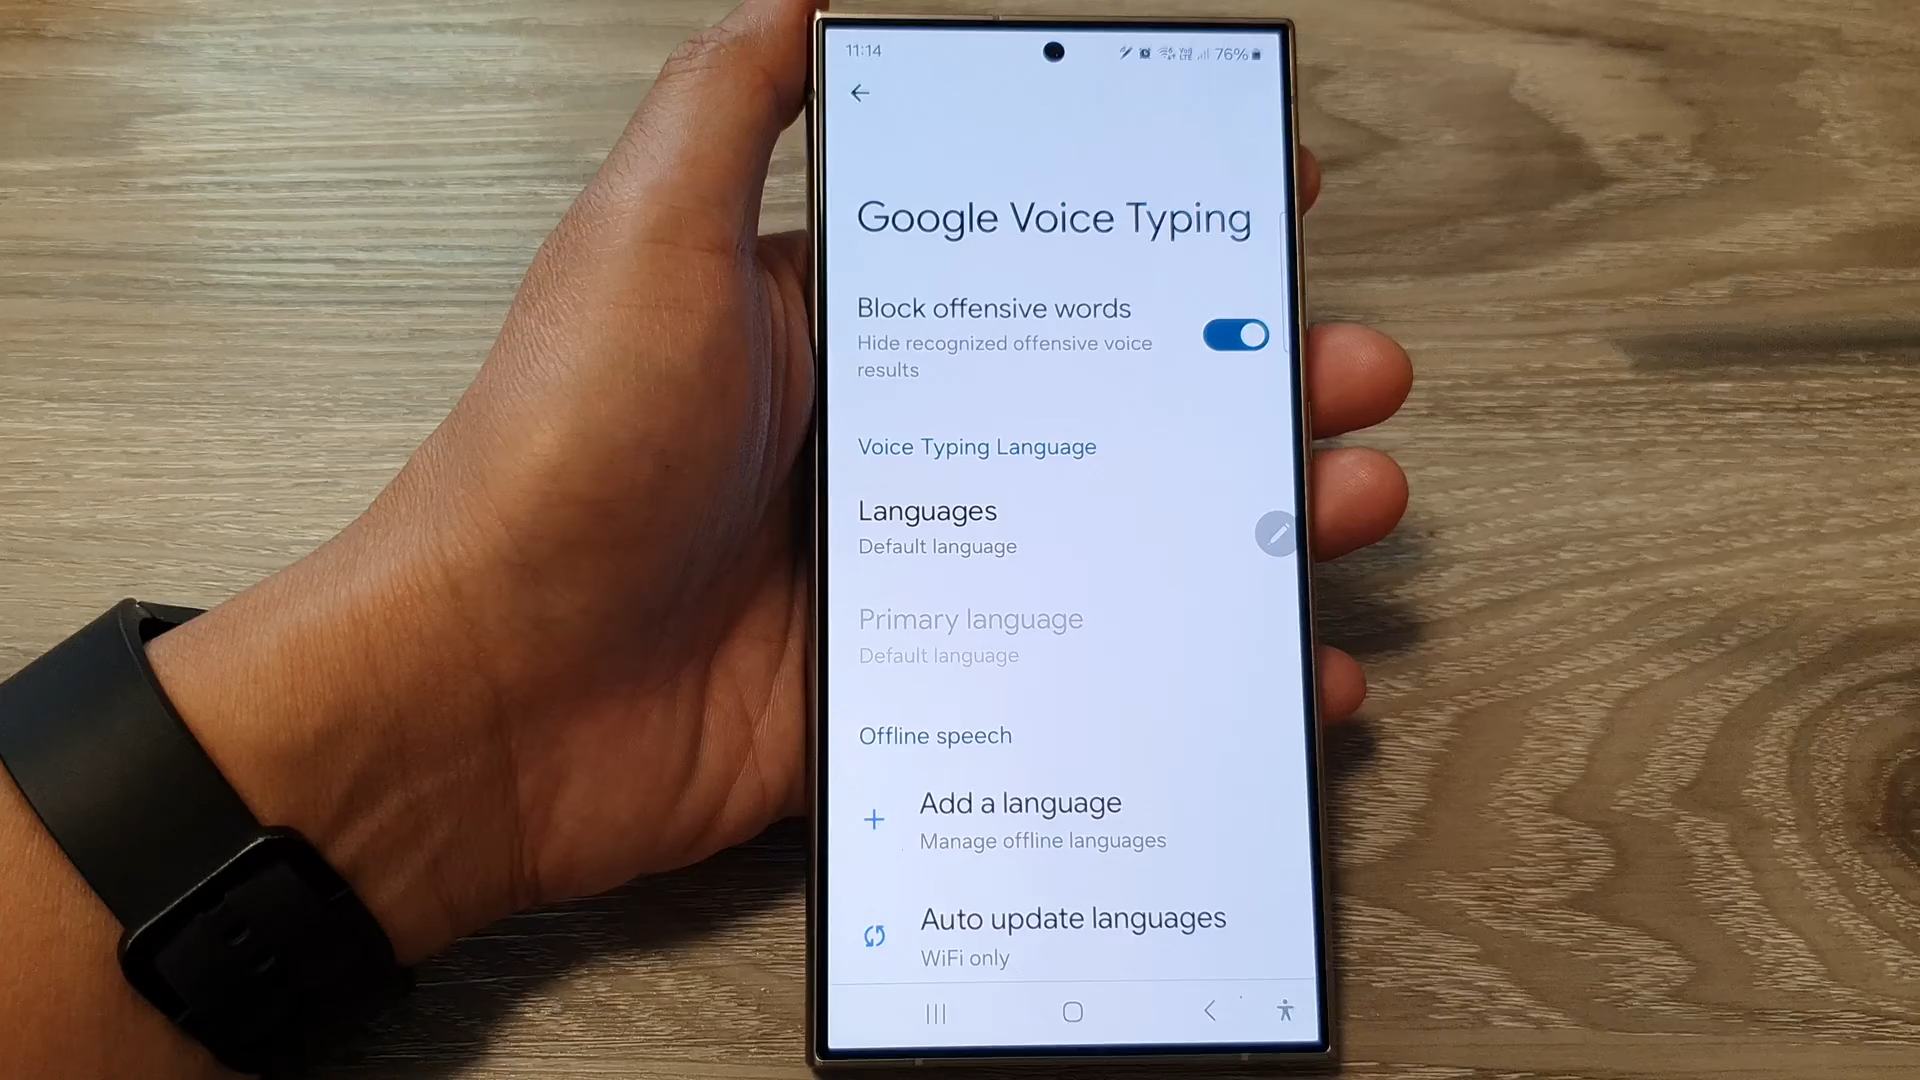 11:14
76%
Google Voice Typing
Block offensive words
Hide recognized offensive voice
results
Voice Typing Language
Languages
Default language
Primary language
Default language
Offline speech
Add a language
Manage offline languages
Auto update languages
WiFi only